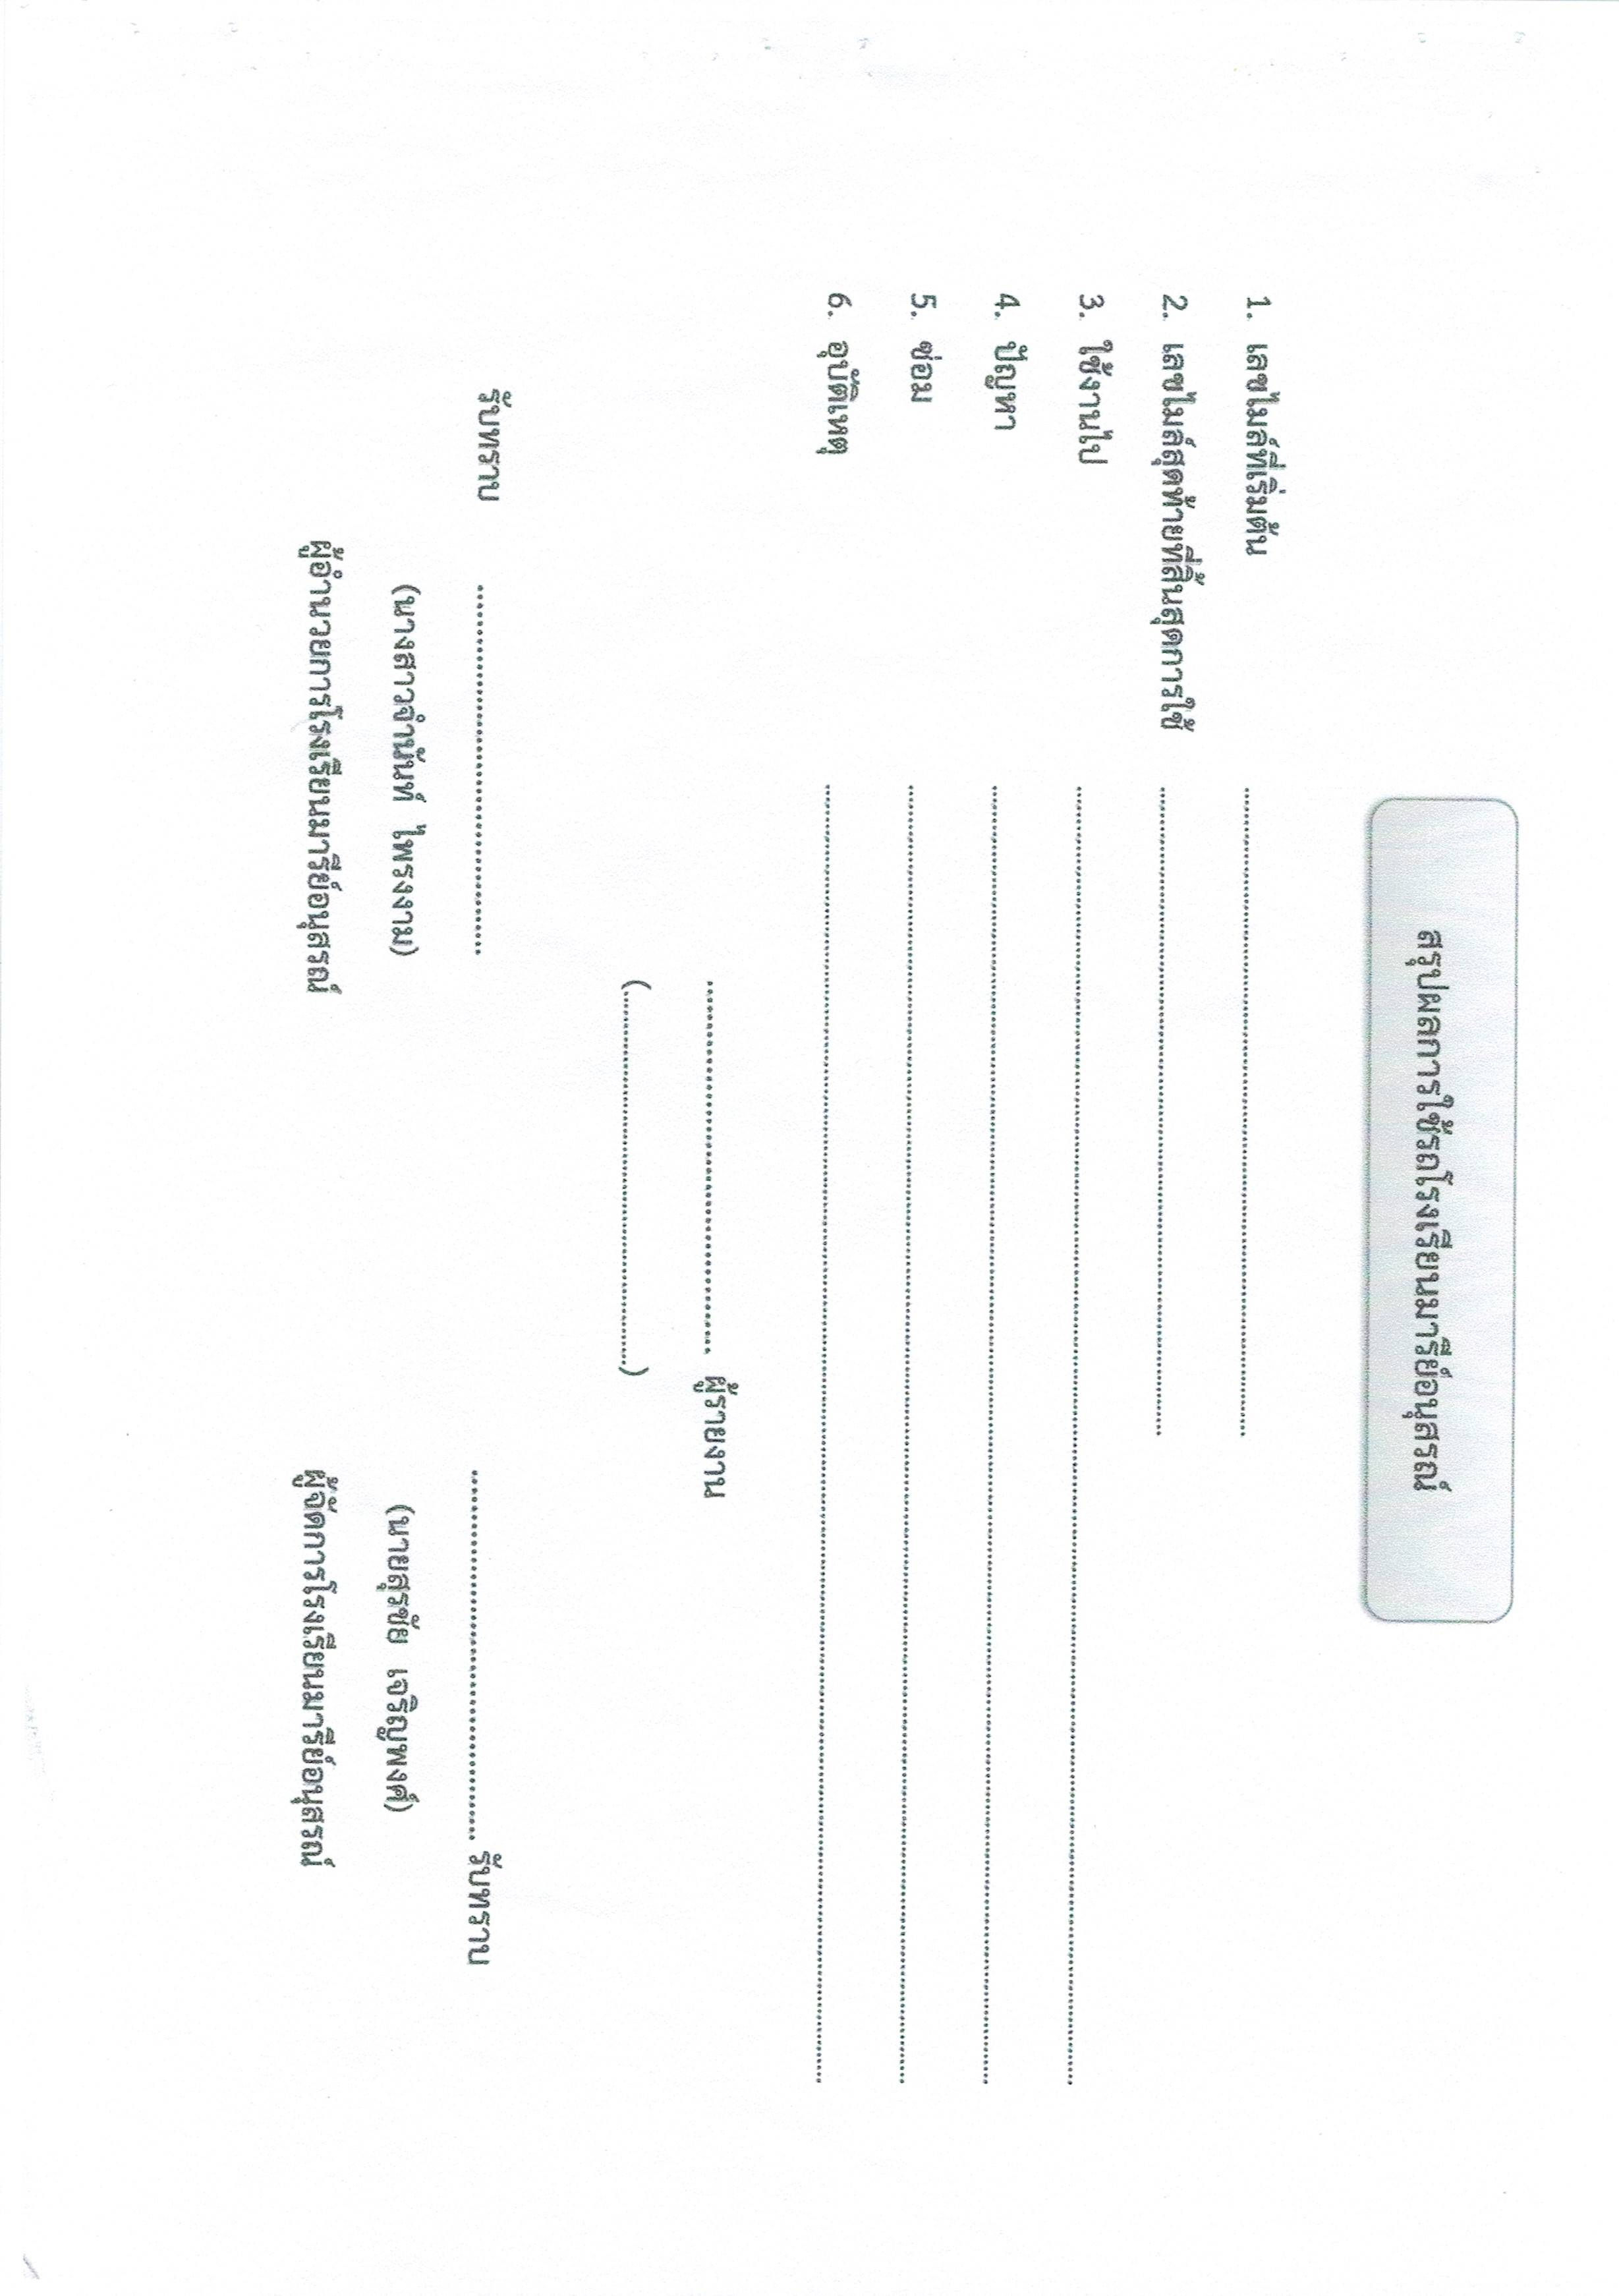 สรุปผลการใช้รถโรงเรียนมารีย์อนุสรณ์
1. เลขไมล์ที่เริ่มต้น ........................................................
2. เลขไมล์สุดท้ายที่สิ้นสุดการใช้ ........................................................
3. ใช้งานไป ................................................................................................................
4. ปัญหา ................................................................................................................
5. ซ่อม ................................................................................................................
6. อุบัติเหตุ ................................................................................................................
........................................ ผู้รายงาน
(........................................)
รับทราบ ........................................ ........................................ รับทราบ
(นางสาวจำนันท์ ไพรงาม) (นายสุรชัย เจริญพงศ์)
ผู้อำนวยการโรงเรียนมารีย์อนุสรณ์ ผู้จัดการโรงเรียนมารีย์อนุสรณ์